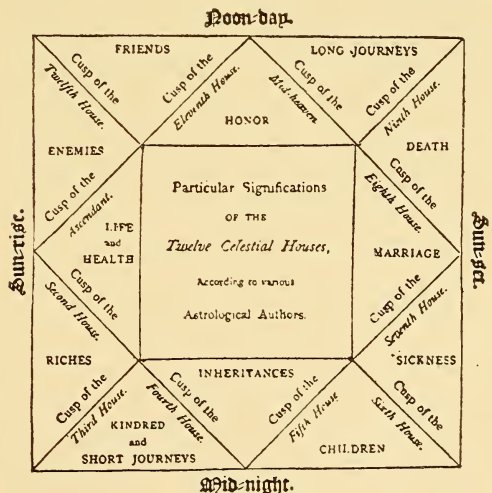 Noon=day.
FRIENDS
LONG JOURNEYS
Cusp of the
Twelfth House.
Cusp of the
Eleventh House.
Cusp of the
Mid-heaven
Cusp of the
Ninth House.
HONOR
ENEMIES
DEATH
Cusp of the
Ascendant.
Cusp of the
Eighth House.
Particular Significations
OF THE
Twelve Celestial Houses,
According to various
Astrological Authors.
LIFE
and
HEALTH
MARRIAGE
Sun=rise.
Sun=set.
Cusp of the
Second House.
Cusp of the
Seventh House.
RICHES
SICKNESS
INHERITANCES
Cusp of the
Third House.
Cusp of the
Fourth House.
Cusp of the
Fifth House
Cusp of the
Sixth House.
KINDRED
and
SHORT JOURNEYS
CHILDREN
Mid=night.